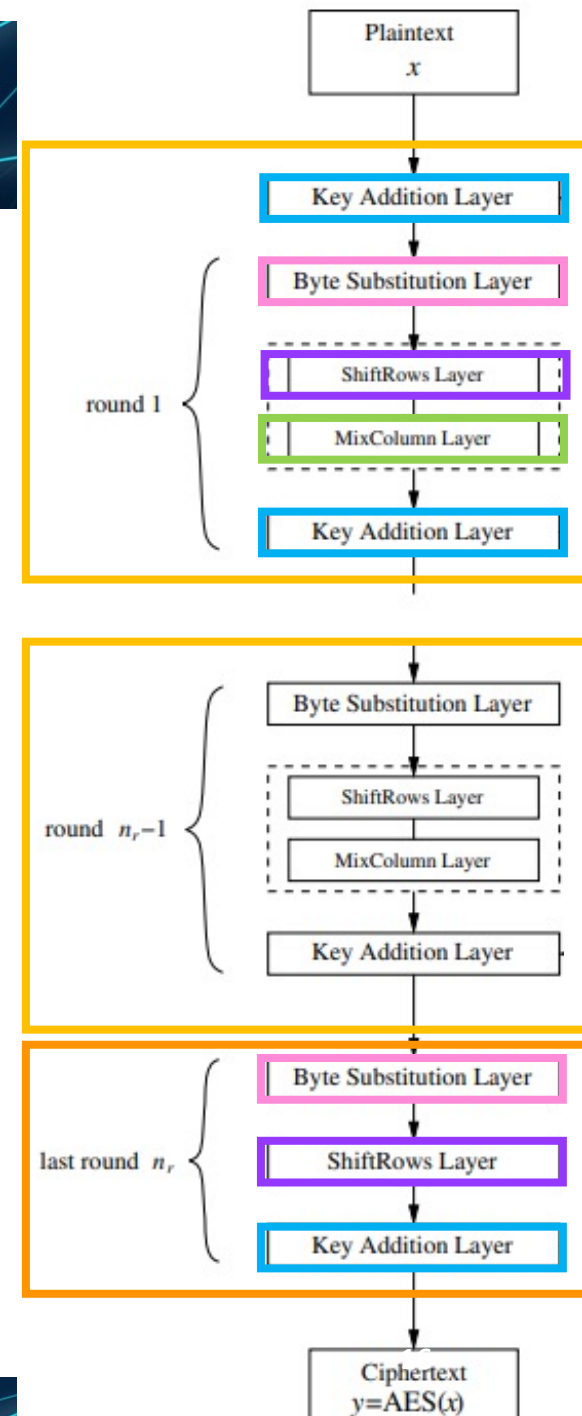 Plaintext
x
Key Addition Layer
Byte Substitution Layer
ShiftRows Layer
round 1
MixColumn Layer
Key Addition Layer
Byte Substitution Layer
ShiftRows Layer
round n_r−1
MixColumn Layer
Key Addition Layer
Byte Substitution Layer
last round n_r ShiftRows Layer
Key Addition Layer
Ciphertext
y=AES(x)